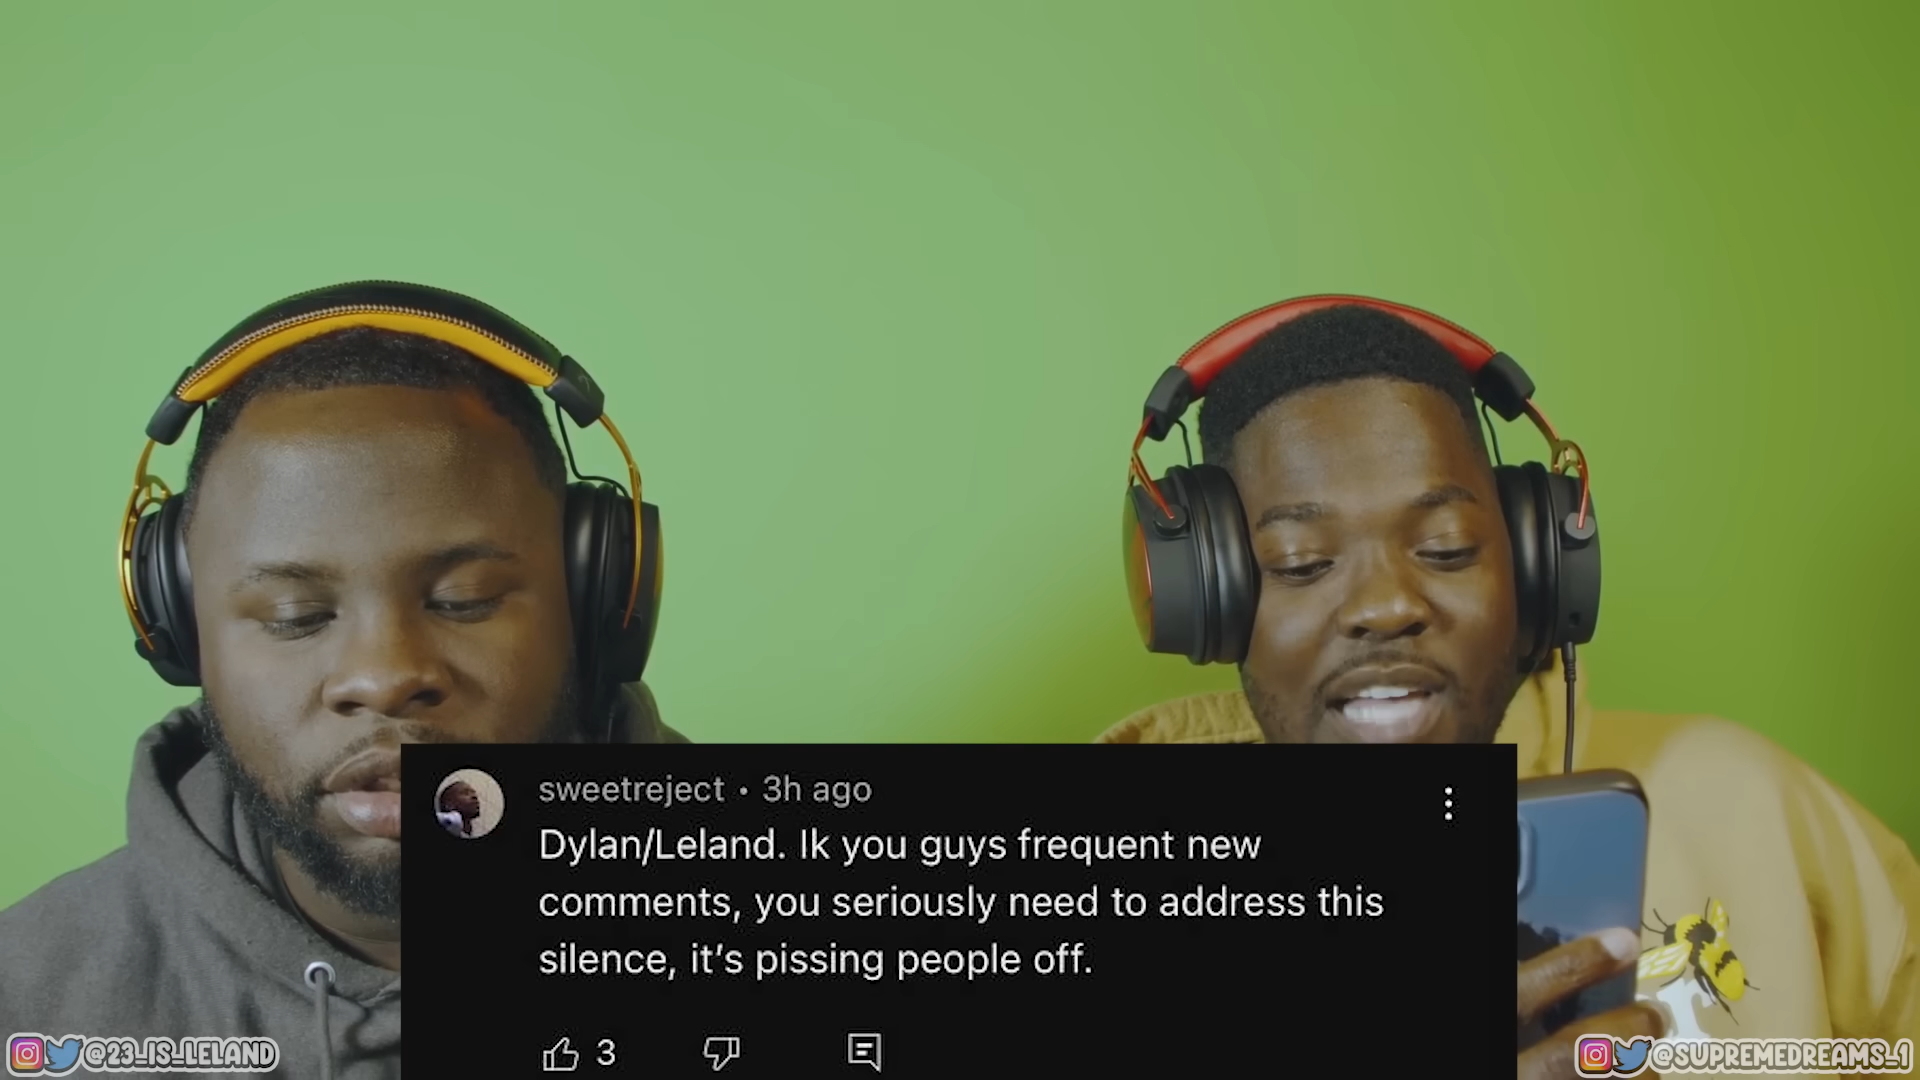 sweetreject • 3h ago
Dylan/Leland. Ik you guys frequent new
comments, you seriously need to address this
silence, it's pissing people off.
3
@23_IS_LELAND
@SUPREMEDREAMS_1